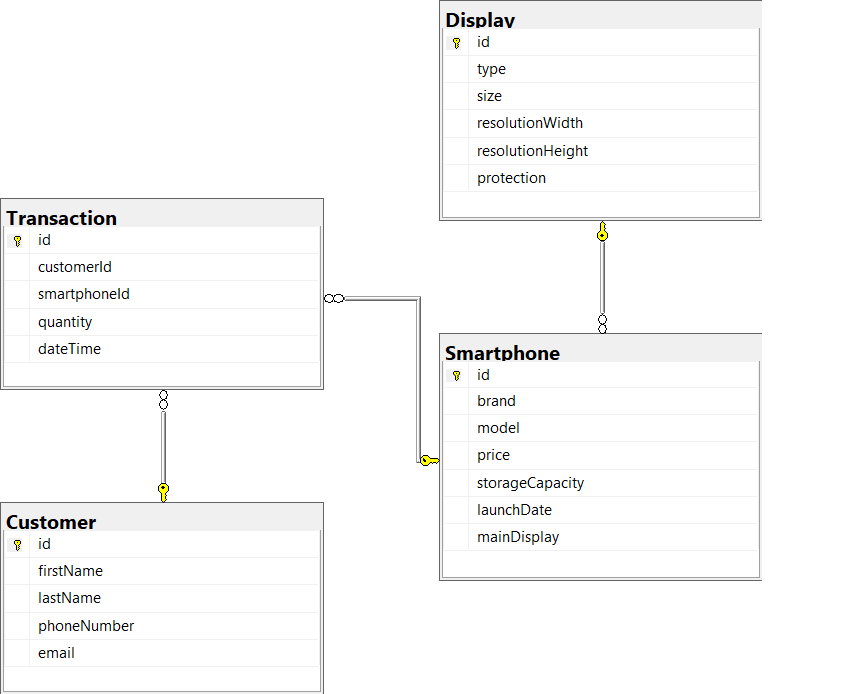 Display
id
type
size
resolutionWidth
resolutionHeight
protection
Transaction
id
customerId
smartphoneId
quantity
dateTime
Smartphone
id
brand
model
price
storageCapacity
launchDate
mainDisplay
Customer
id
firstName
lastName
phoneNumber
email